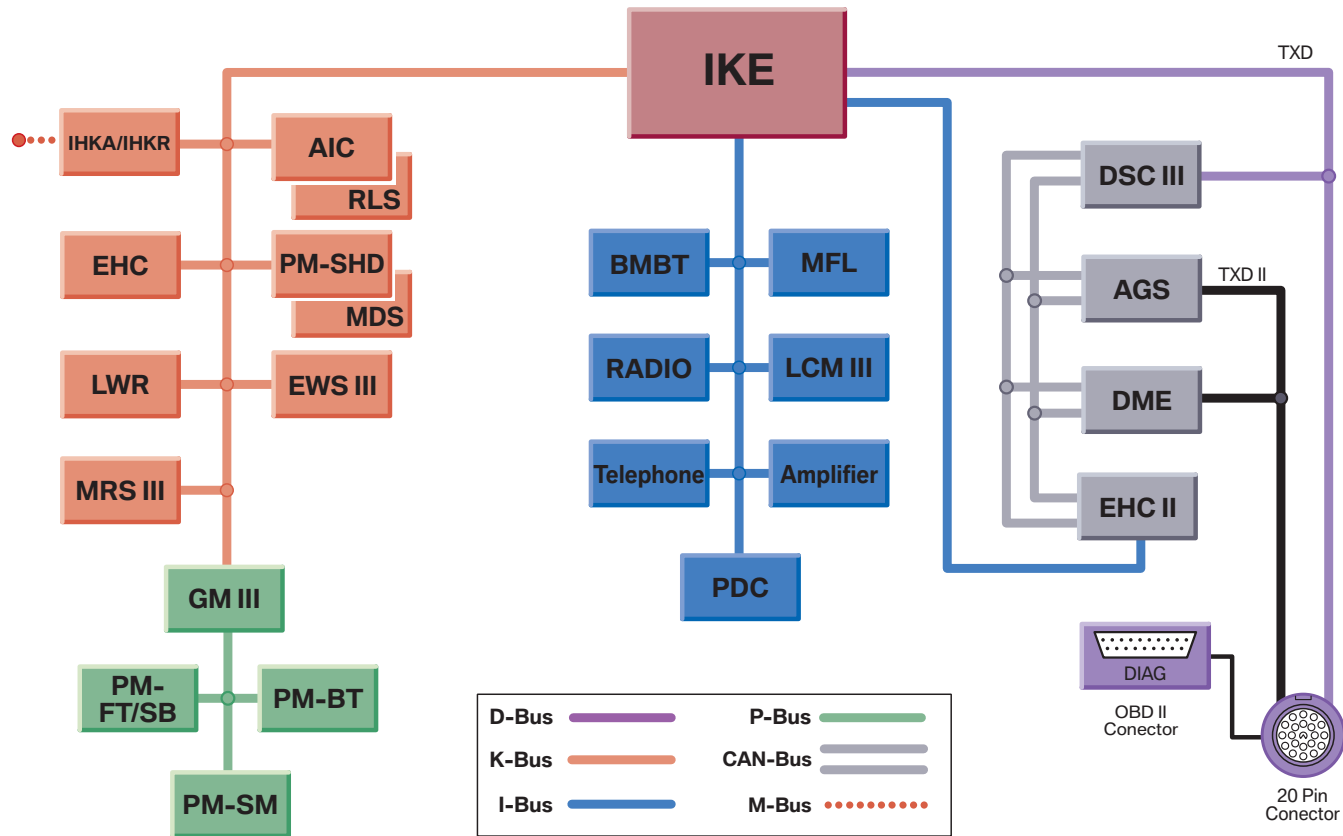 IKE
TXD
IHKA/IHKR
AIC
RLS
EHC
PM-SHD
MDS
LWR
EWS III
MRS III
GM III
PM-
FT/SB
PM-BT
PM-SM
BMBT
MFL
RADIO
LCM III
Telephone
Amplifier
PDC
DSC III
AGS
TXD II
DME
EHC II
DIAG
OBD II
Conector
20 Pin
Conector
D-Bus
P-Bus
K-Bus
CAN-Bus
I-Bus
M-Bus